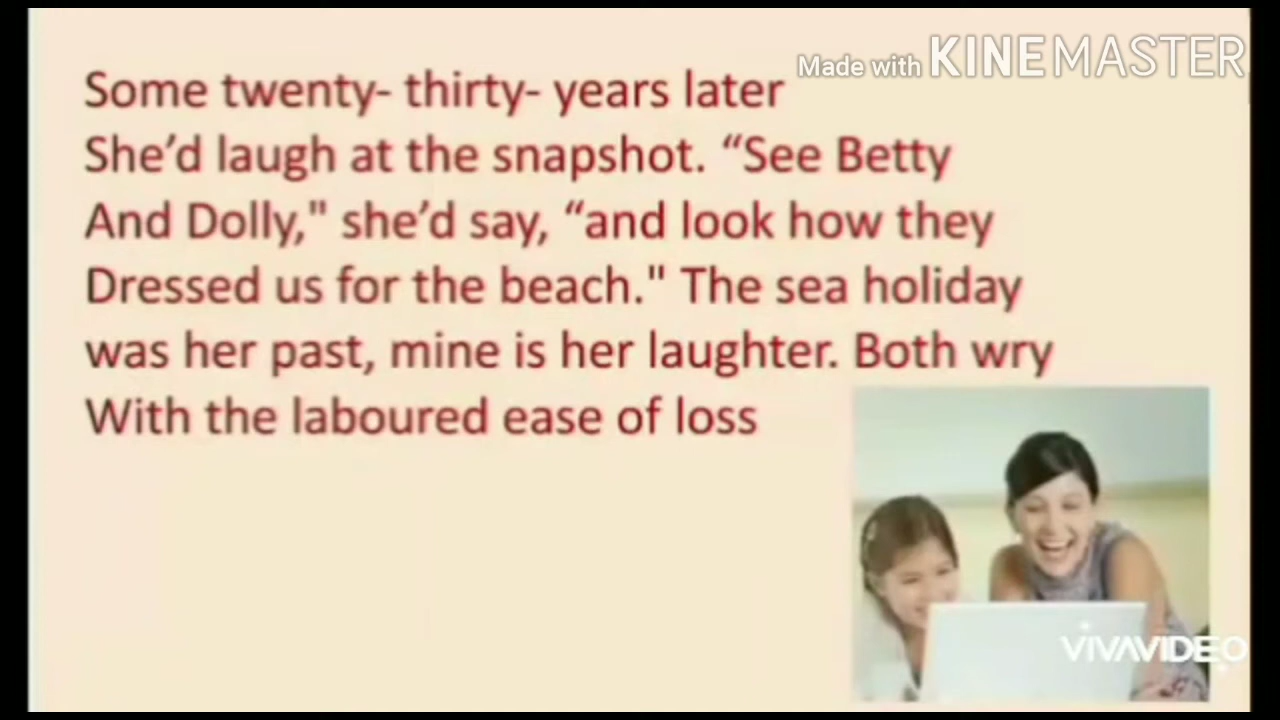 Made with KINEMASTER
Some twenty- thirty- years later
She’d laugh at the snapshot. “See Betty
And Dolly," she’d say, “and look how they
Dressed us for the beach." The sea holiday
was her past, mine is her laughter. Both wry
With the laboured ease of loss
VIVAVIDEO